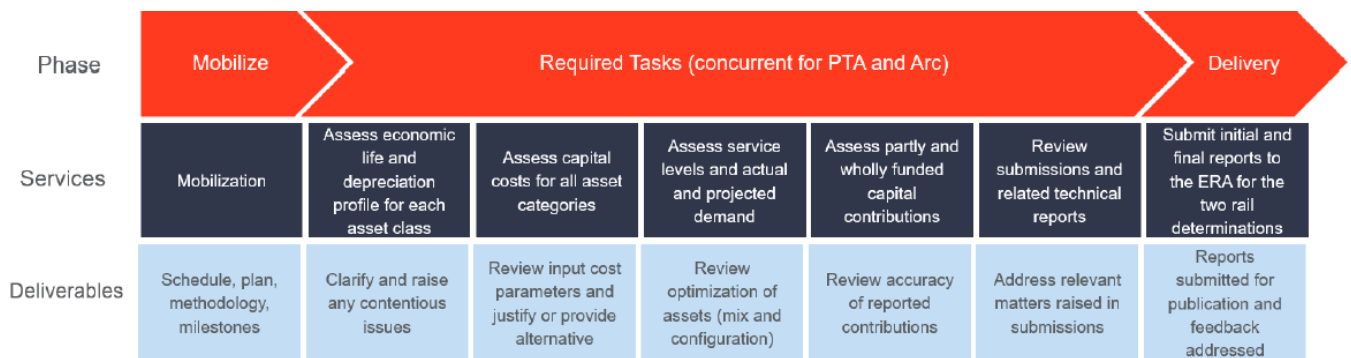 Phase
Mobilize
Required Tasks (concurrent for PTA and Arc)
Delivery
Services
Mobilization
Assess economic
life and
depreciation
profile for each
asset class
Assess capital
costs for all asset
categories
Assess service
levels and actual
and projected
demand
Assess partly and
wholly funded
capital
contributions
Review
submissions and
related technical
reports
Submit initial and
final reports to
the ERA for the
two rail
determinations
Deliverables
Schedule, plan,
methodology,
milestones
Clarify and raise
any contentious
issues
Review input cost
parameters and
justify or provide
alternative
Review
optimization of
assets (mix and
configuration)
Review accuracy
of reported
contributions
Address relevant
matters raised in
submissions
Reports
submitted for
publication and
feedback
addressed